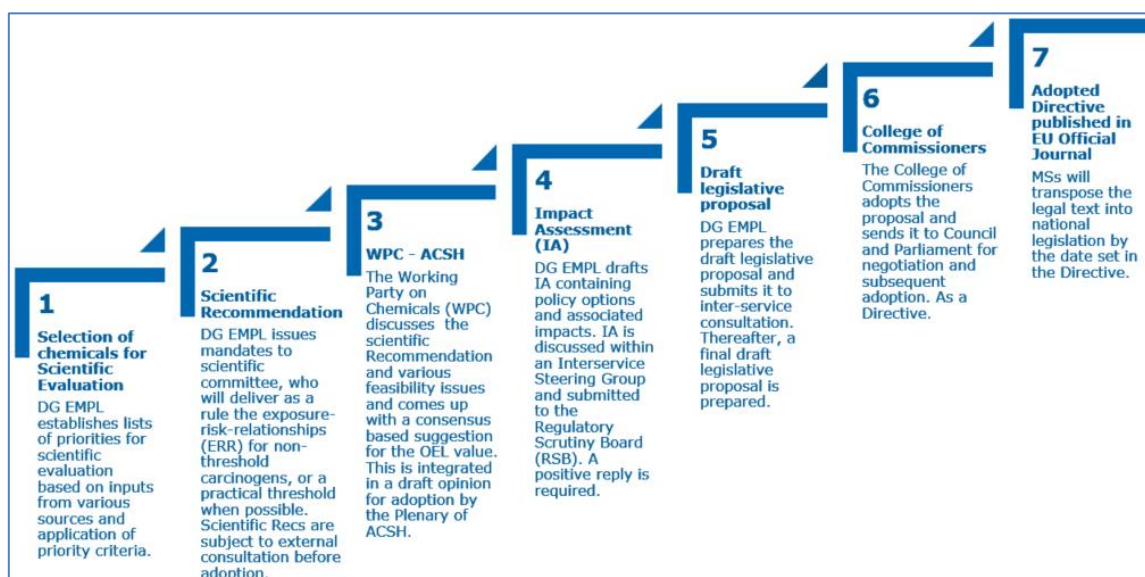 1
Selection of
chemicals for
Scientific
Evaluation
DG EMPL
establishes lists
of priorities for
scientific
evaluation
based on inputs
from various
sources and
application of
priority criteria.
2
Scientific
Recommendation
DG EMPL issues
mandates to
scientific
committee, who
will deliver as a
rule the exposure-
risk-relationships
(ERR) for non-
threshold
carcinogens, or a
practical threshold
when possible.
Scientific Recs are
subject to external
consultation before
adoption.
3
WPC - ACSH
The Working
Party on
Chemicals (WPC)
discusses the
scientific
Recommendation
and various
feasibility issues
and comes up
with a consensus
based suggestion
for the OEL value.
This is integrated
in a draft opinion
for adoption by
the Plenary of
ACSH.
4
Impact
Assessment
(IA)
DG EMPL drafts
IA containing
policy options
and associated
impacts. IA is
discussed within
an Interservice
Steering Group
and submitted
to the
Regulatory
Scrutiny Board
(RSB). A
positive reply is
required.
5
Draft
legislative
proposal
DG EMPL
prepares the
draft legislative
proposal and
submits it to
inter-service
consultation.
Thereafter, a
final draft
legislative
proposal is
prepared.
6
College of
Commissioners
The College of
Commissioners
adopts the
proposal and
sends it to Council
and Parliament for
negotiation and
subsequent
adoption. As a
Directive.
7
Adopted
Directive
published in
EU Official
Journal
MSs will
transpose the
legal text into
national
legislation by
the date set in
the Directive.